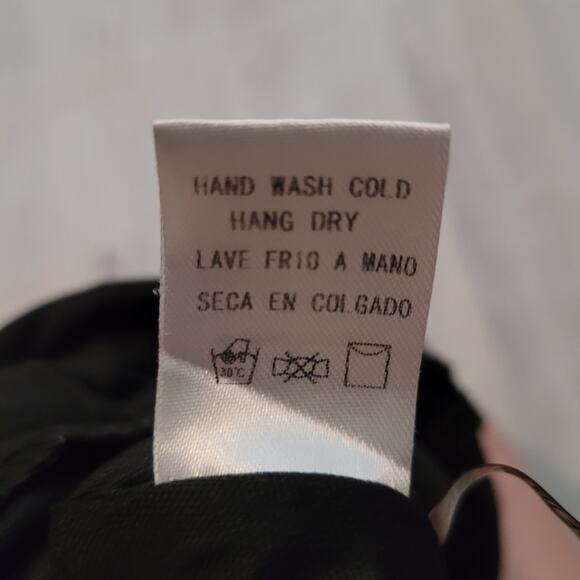 HAND WASH COLD
HANG DRY
LAVE FRIO A MANO
SECA EN COLGADO
30°C